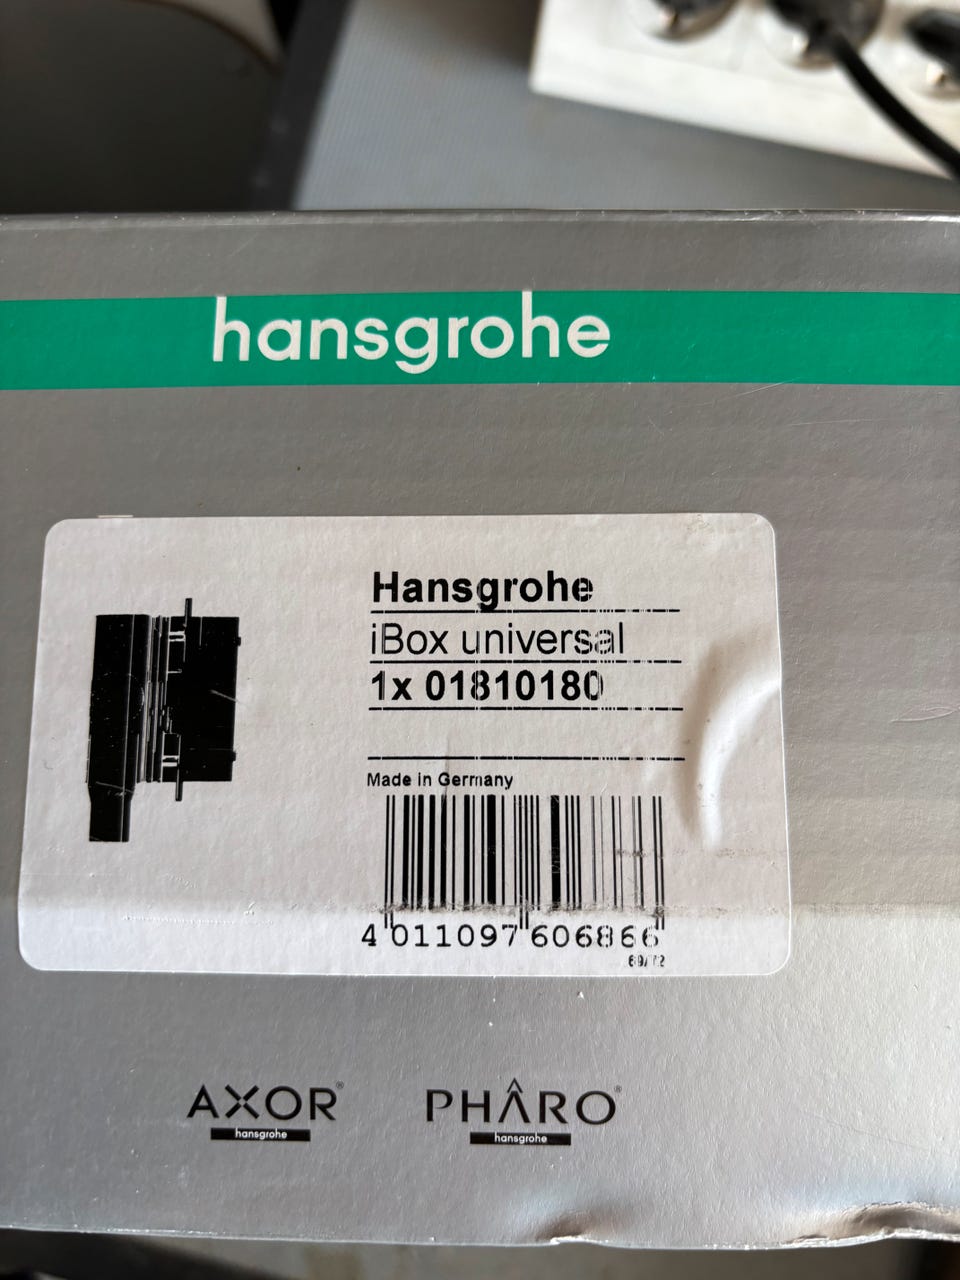 hansgrohe
Hansgrohe
iBox universal
1x 01810180
Made in Germany
4 011097 606866
AXOR®
hansgrohe
PHÂRO®
hansgrohe